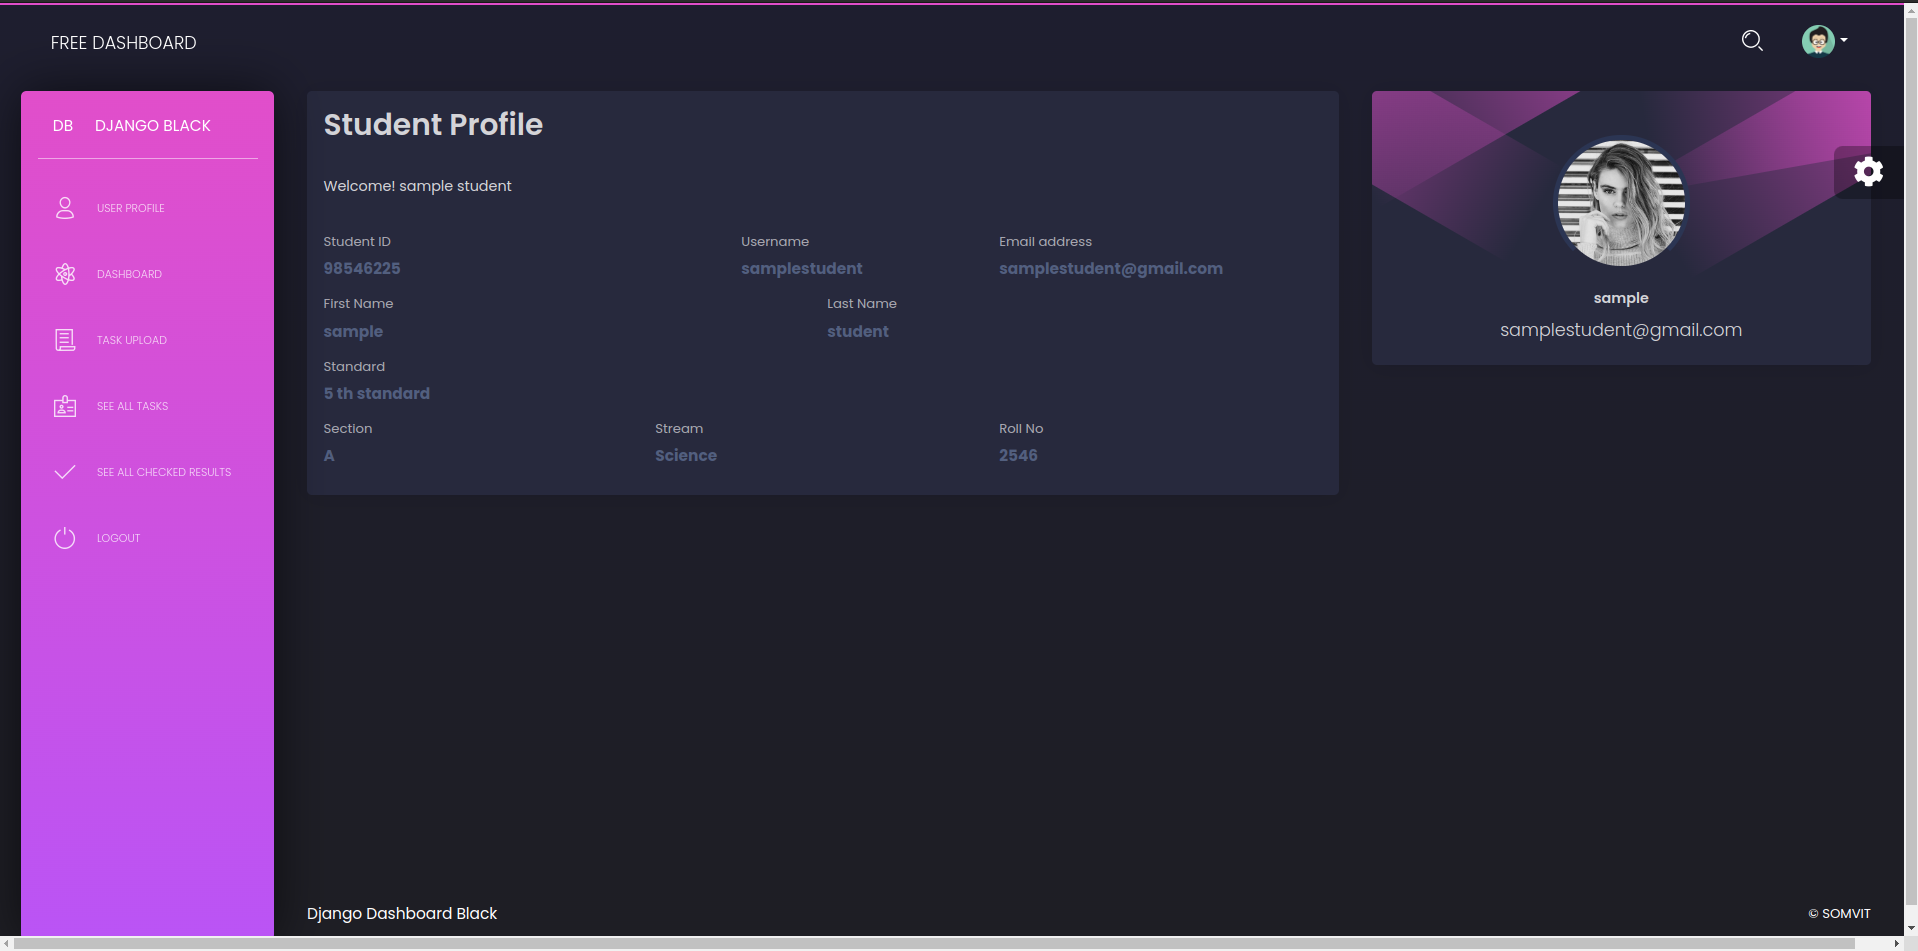 FREE DASHBOARD
DB DJANGO BLACK
USER PROFILE
DASHBOARD
TASK UPLOAD
SEE ALL TASKS
SEE ALL CHECKED RESULTS
LOGOUT
Student Profile
Welcome! sample student
Student ID Username Email address
98546225 samplestudent samplestudent@gmail.com
First Name Last Name
sample student
Standard
5 th standard
Section Stream Roll No
A Science 2546
sample
samplestudent@gmail.com
Django Dashboard Black
© SOMVIT